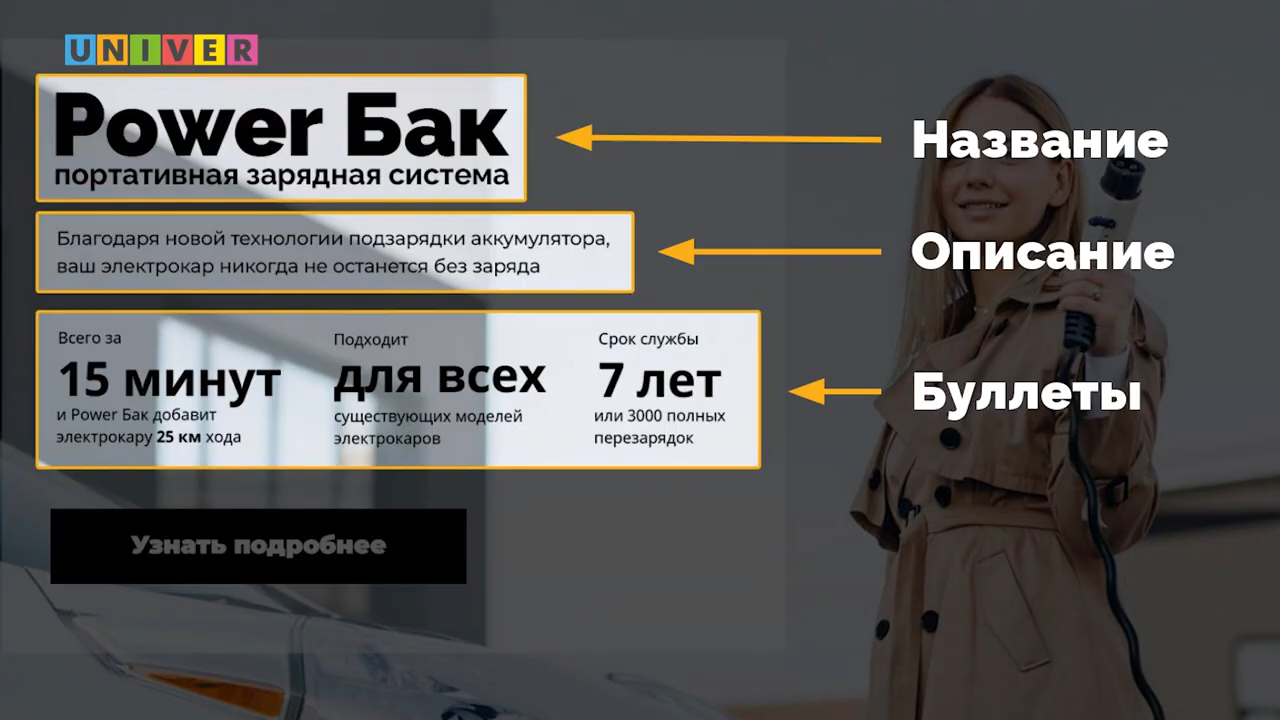 UNIVER
Power Бак
портативная зарядная система
Название
Благодаря новой технологии подзарядки аккумулятора,
ваш электрокар никогда не останется без заряда
Описание
Всего за
15 минут
и Power Бак добавит
электрокару 25 км хода
Подходит
для всех
существующих моделей
электрокаров
Срок службы
7 лет
или 3000 полных
перезарядок
Буллеты
Узнать подробнее